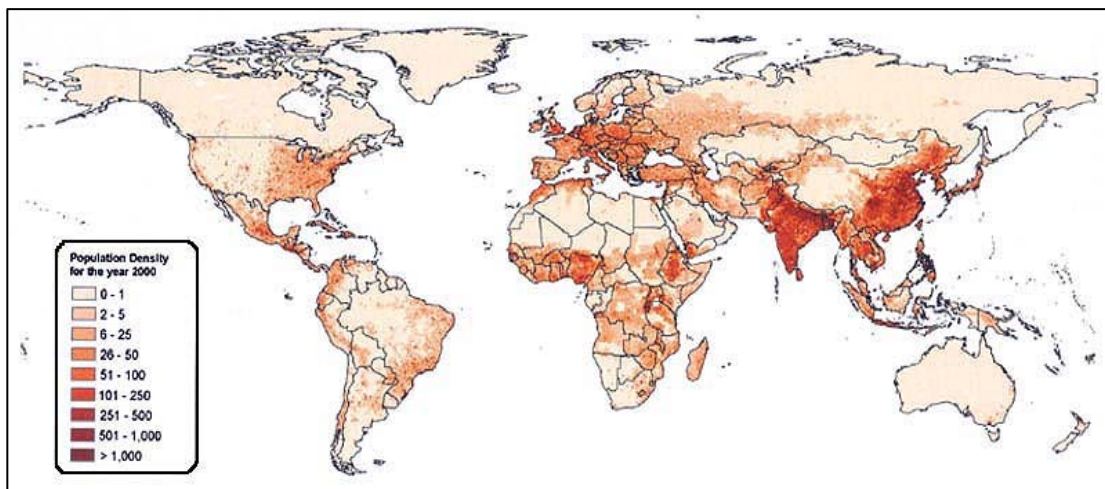 Population Density
for the year 2000
0 - 1
2 - 5
6 - 25
26 - 50
51 - 100
101 - 250
251 - 500
501 - 1,000
> 1,000